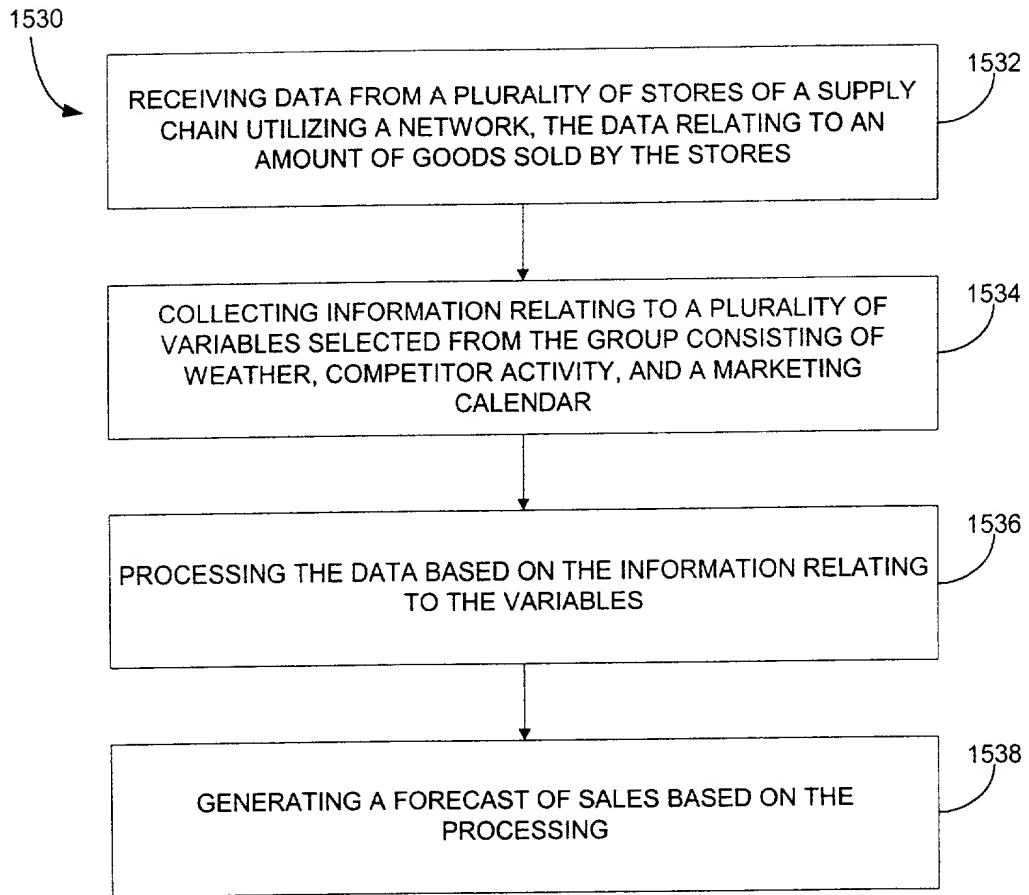 1530
1532
RECEIVING DATA FROM A PLURALITY OF STORES OF A SUPPLY
CHAIN UTILIZING A NETWORK, THE DATA RELATING TO AN
AMOUNT OF GOODS SOLD BY THE STORES
1534
COLLECTING INFORMATION RELATING TO A PLURALITY OF
VARIABLES SELECTED FROM THE GROUP CONSISTING OF
WEATHER, COMPETITOR ACTIVITY, AND A MARKETING
CALENDAR
1536
PROCESSING THE DATA BASED ON THE INFORMATION RELATING
TO THE VARIABLES
1538
GENERATING A FORECAST OF SALES BASED ON THE
PROCESSING